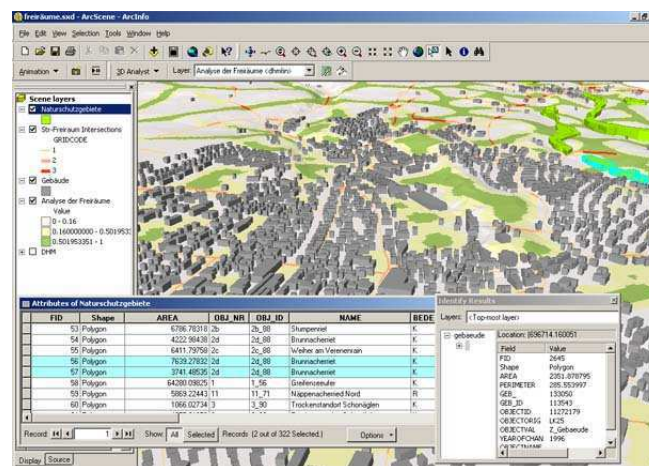 freiräume.sxd - ArcScene - ArcInfo
File Edit View Selection Tools Window Help
Animation 3D Analyst Layer: Analyse der Freiräume <dhmlin>
Scene layers
Naturschutzgebiete
Str-Freiraum Intersections
GRIDCODE
1
2
3
Gebäude
Analyse der Freiräume
Value
0 - 0.16
0.160000000 - 0.5019533
0.501953351 - 1
DHM
Attributes of Naturschutzgebiete
FID Shape AREA OBJ_NR OBJ_ID NAME BEDE
53 Polygon 6786.78318 2b 2b_88 Stumpenriet K
54 Polygon 4222.98438 2d 2d_88 Brunnacherriet K
55 Polygon 6411.79758 2c 2c_88 Weiher am Verenenrain K
56 Polygon 7639.27832 2d 2d_88 Brunnacherriet K
57 Polygon 3741.48535 2d 2d_88 Brunnacherriet K
58 Polygon 64280.09825 1 1_56 Greifenseeufer K
59 Polygon 5869.22443 11 11_71 Näppenacherried Nord R
60 Polygon 1066.02734 3 3_90 Trockenstandort Schönäglen K
Record: 1 Show: All Selected Records (2 out of 322 Selected.) Options
Display Source
Identify Results
Layers: <Top-most layer>
gebaeude
Location: (696714.160051
Field Value
FID 2645
Shape Polygon
AREA 2351.878795
PERIMETER 285.553997
GEB_ 133050
GEB_ID 113543
OBJECTID 11272179
OBJECTORIG LK25
OBJECTVAL Z_Gebaeude
YEAROFCHAN 1996
OBJECTNAME